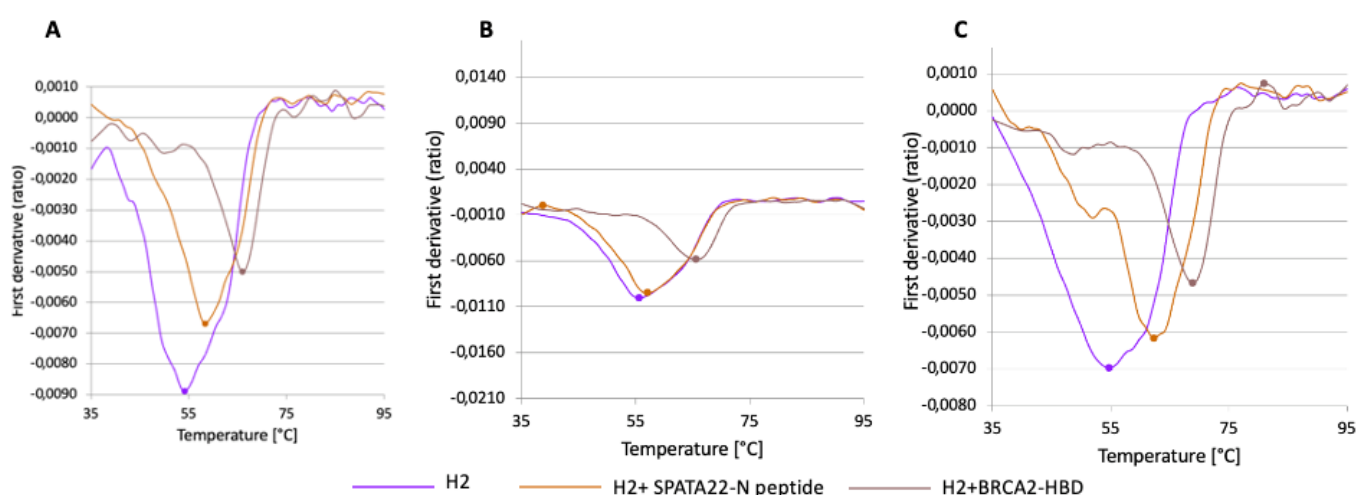 A
0,0010
0,0000
-0,0010
-0,0020
-0,0030
-0,0040
-0,0050
-0,0060
-0,0070
-0,0080
-0,0090
First derivative (ratio)
35 55 75 95
Temperature [°C]
B
0,0140
0,0090
0,0040
-0,0010
-0,0060
-0,0110
-0,0160
-0,0210
First derivative (ratio)
35 55 75 95
Temperature [°C]
C
0,0010
0,0000
-0,0010
-0,0020
-0,0030
-0,0040
-0,0050
-0,0060
-0,0070
-0,0080
First derivative (ratio)
35 55 75 95
Temperature [°C]
H2 H2+ SPATA22-N peptide H2+BRCA2-HBD